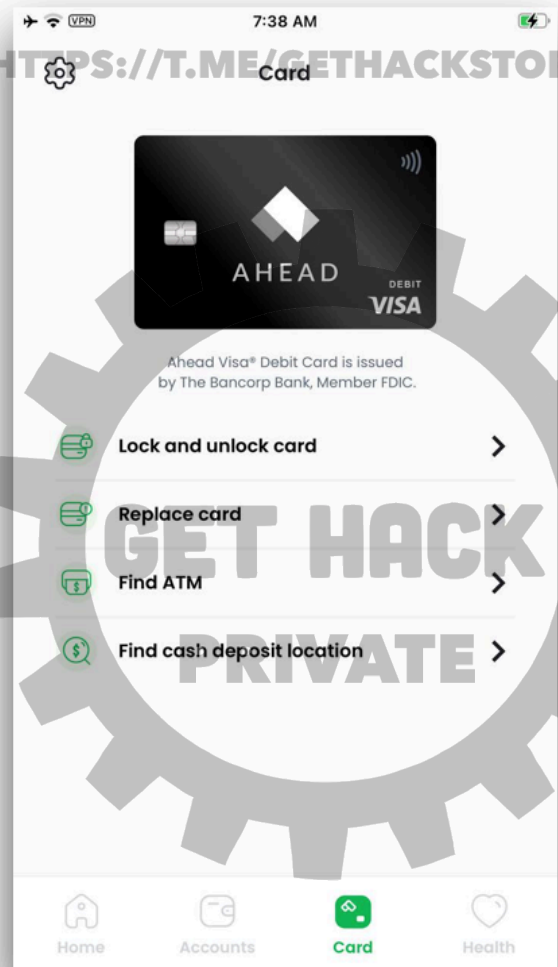 VPN
7:38 AM
HTTPS://T.ME/GETHACKSTO
Card
AHEAD
DEBIT
VISA
Ahead Visa® Debit Card is issued
by The Bancorp Bank, Member FDIC.
Lock and unlock card
Replace card
GET HACK
Find ATM
Find cash deposit location
PRIVATE
Home
Accounts
Card
Health